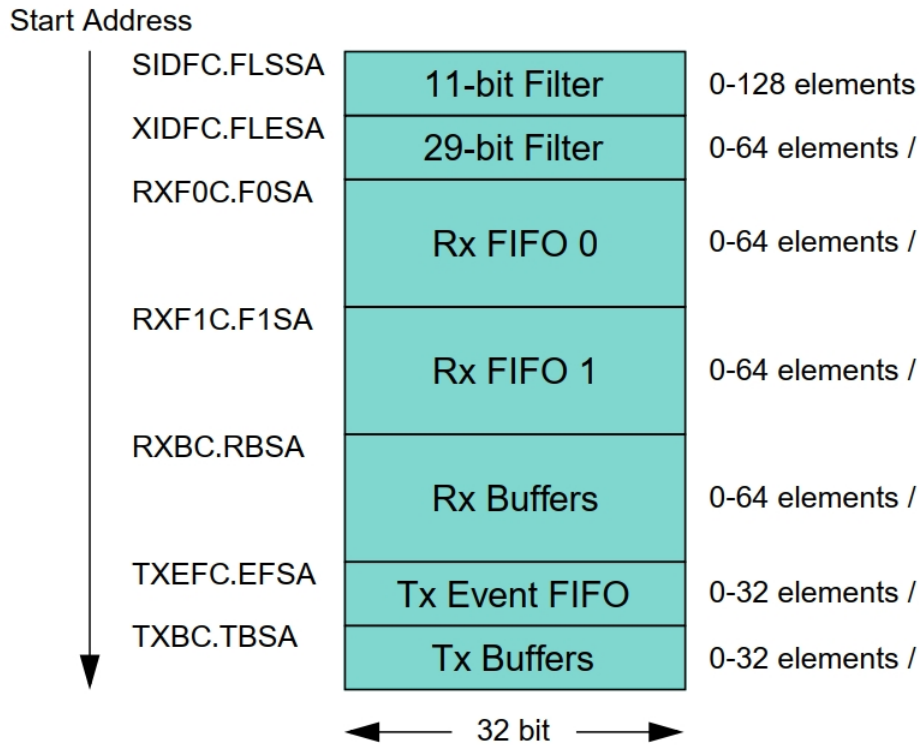 Start Address
SIDFC.FLSSA
11-bit Filter
0-128 elements
XIDFC.FLESA
29-bit Filter
0-64 elements /
RXF0C.F0SA
Rx FIFO 0
0-64 elements /
RXF1C.F1SA
Rx FIFO 1
0-64 elements /
RXBC.RBSA
Rx Buffers
0-64 elements /
TXEFC.EFSA
Tx Event FIFO
0-32 elements /
TXBC.TBSA
Tx Buffers
0-32 elements /
32 bit